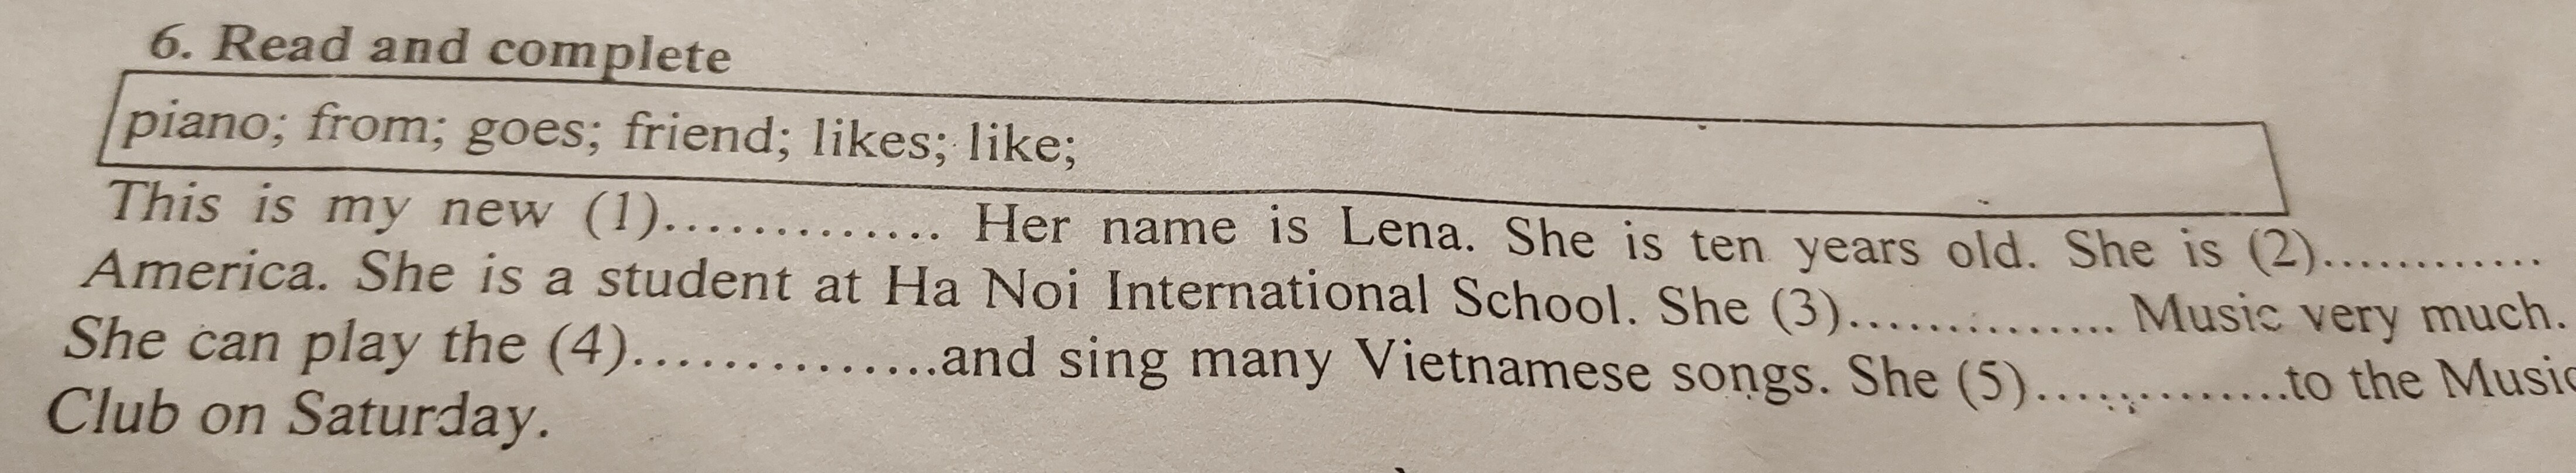 6. Read and complete
piano; from; goes; friend; likes; like;
This is my new (1).............. Her name is Lena. She is ten years old. She is (2)............
America. She is a student at Ha Noi International School. She (3).............. Music very much.
She can play the (4)...............and sing many Vietnamese songs. She (5)..............to the Music
Club on Saturday.